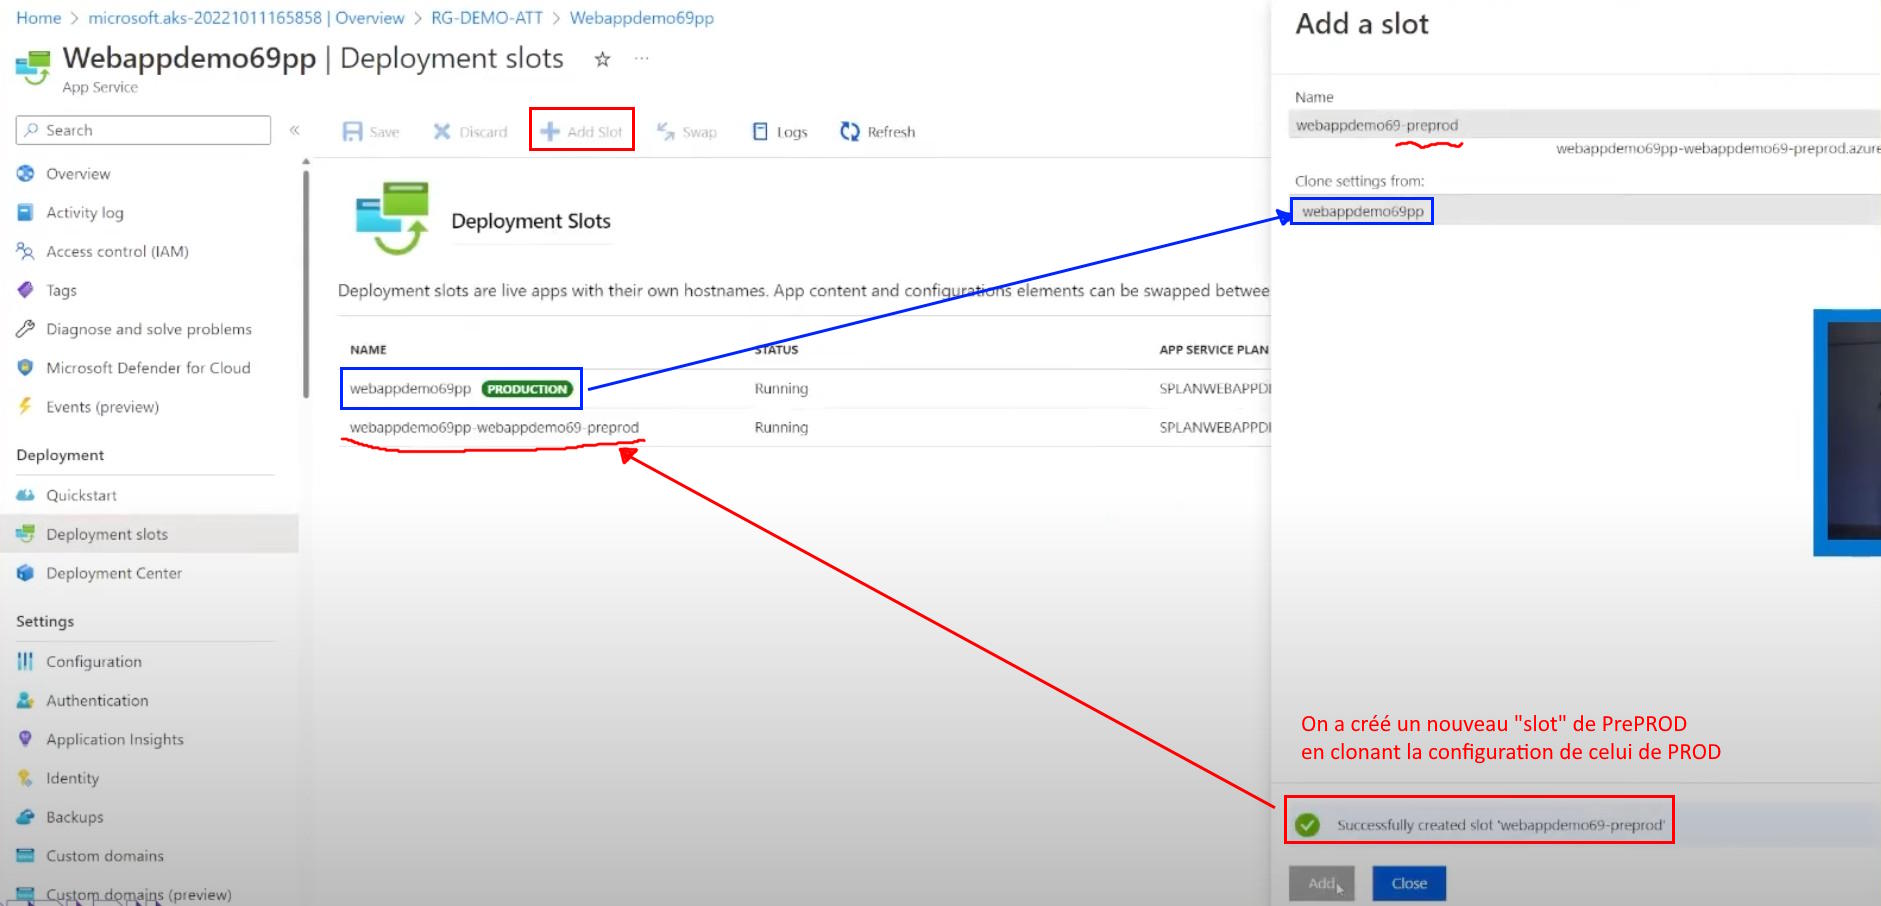 Home > microsoft.aks-20221011165858 | Overview > RG-DEMO-ATT > Webappdemo69pp
Webappdemo69pp | Deployment slots
App Service
Search
Save Discard Add Slot Swap Logs Refresh
Overview
Activity log
Access control (IAM)
Tags
Diagnose and solve problems
Microsoft Defender for Cloud
Events (preview)
Deployment
Quickstart
Deployment slots
Deployment Center
Settings
Configuration
Authentication
Application Insights
Identity
Backups
Custom domains
Custom domains (preview)
Deployment Slots
Deployment slots are live apps with their own hostnames. App content and configurations elements can be swapped betwee
NAME STATUS APP SERVICE PLAN
webappdemo69pp PRODUCTION Running SPLANWEBAPPDI
webappdemo69pp-webappdemo69-preprod Running SPLANWEBAPPDI
Add a slot
Name
webappdemo69-preprod
webappdemo69pp-webappdemo69-preprod.azure
Clone settings from:
webappdemo69pp
On a créé un nouveau "slot" de PrePROD
en clonant la configuration de celui de PROD
Successfully created slot 'webappdemo69-preprod'
Add Close